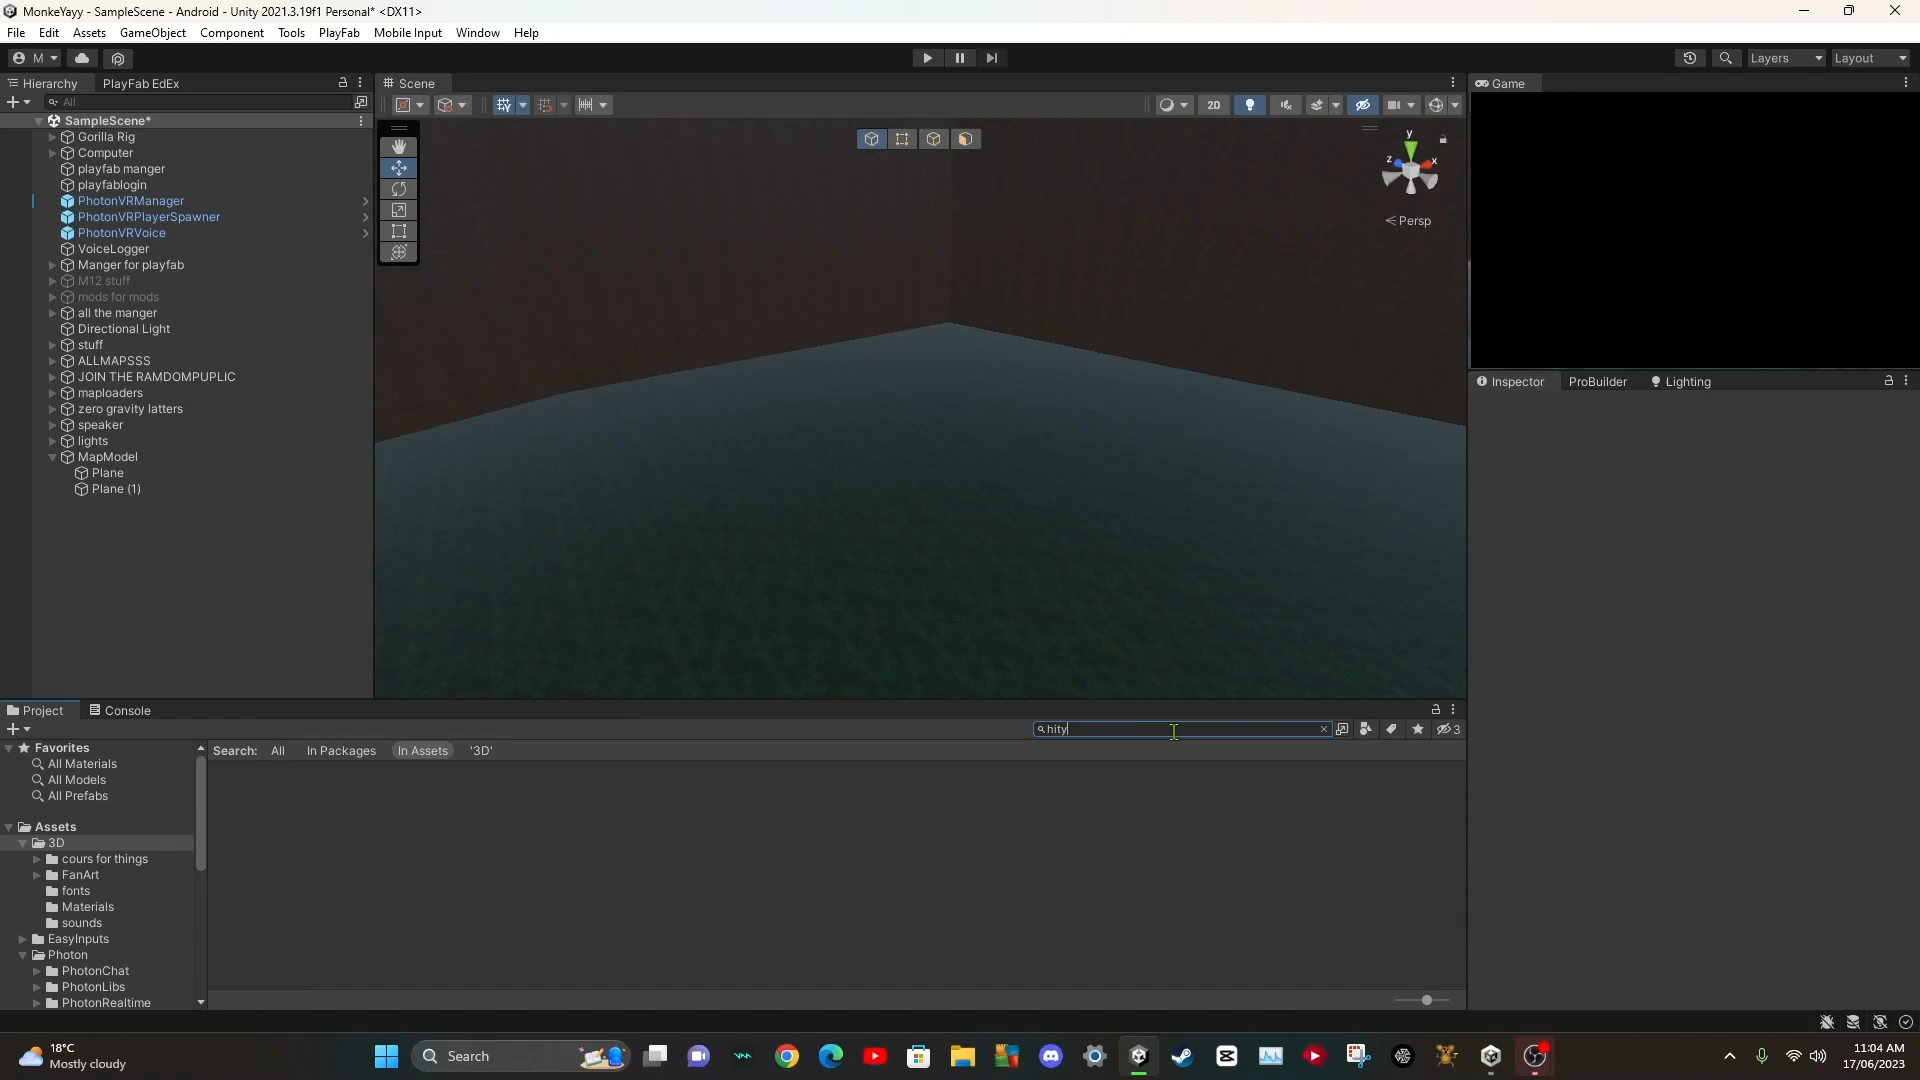 MonkeYayy - SampleScene - Android - Unity 2021.3.19f1 Personal* <DX11>
File Edit Assets GameObject Component Tools PlayFab Mobile Input Window Help
M Layers Layout
Hierarchy PlayFab EdEx
Scene
Game
All
2D
SampleScene*
Gorilla Rig
Computer
playfab manger
playfablogin
PhotonVRManager
PhotonVRPlayerSpawner
PhotonVRVoice
VoiceLogger
Manger for playfab
M12 stuff
mods for mods
all the manger
Directional Light
stuff
ALLMAPSSS
JOIN THE RAMDOMPUPLIC
maploaders
zero gravity latters
speaker
lights
MapModel
Plane
Plane (1)
y
z x
Persp
Inspector ProBuilder Lighting
Project Console
hity
3
Search: All In Packages In Assets '3D'
Favorites
All Materials
All Models
All Prefabs
Assets
3D
cours for things
FanArt
fonts
Materials
sounds
EasyInputs
Photon
PhotonChat
PhotonLibs
PhotonRealtime
18°C
Mostly cloudy
Search
11:04 AM
17/06/2023